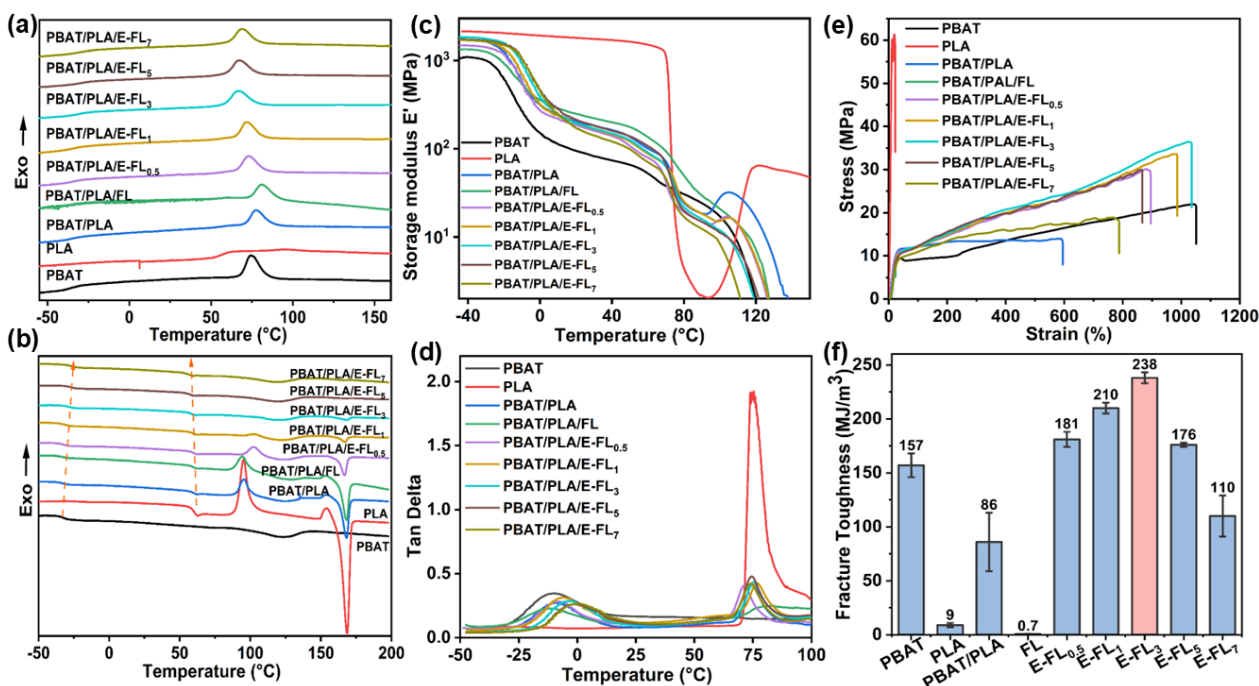 (a)
PBAT/PLA/E-FL7
PBAT/PLA/E-FL5
PBAT/PLA/E-FL3
PBAT/PLA/E-FL1
PBAT/PLA/E-FL0.5
PBAT/PLA/FL
PBAT/PLA
PLA
PBAT
Exo
-50 0 50 100 150
Temperature (°C)
(b)
PBAT/PLA/E-FL7
PBAT/PLA/E-FL5
PBAT/PLA/E-FL3
PBAT/PLA/E-FL1
PBAT/PLA/E-FL0.5
PBAT/PLA/FL
PBAT/PLA
PLA
PBAT
Exo
-50 0 50 100 150 200
Temperature (°C)
(c)
Storage modulus E' (MPa)
10³
10²
10¹
PBAT
PLA
PBAT/PLA
PBAT/PLA/FL
PBAT/PLA/E-FL0.5
PBAT/PLA/E-FL1
PBAT/PLA/E-FL3
PBAT/PLA/E-FL5
PBAT/PLA/E-FL7
-40 0 40 80 120
Temperature (°C)
(d)
Tan Delta
2.0
1.5
1.0
0.5
0.0
PBAT
PLA
PBAT/PLA
PBAT/PLA/FL
PBAT/PLA/E-FL0.5
PBAT/PLA/E-FL1
PBAT/PLA/E-FL3
PBAT/PLA/E-FL5
PBAT/PLA/E-FL7
-50 -25 0 25 50 75 100
Temperature (°C)
(e)
Stress (MPa)
60
50
40
30
20
10
0
PBAT
PLA
PBAT/PLA
PBAT/PAL/FL
PBAT/PLA/E-FL0.5
PBAT/PLA/E-FL1
PBAT/PLA/E-FL3
PBAT/PLA/E-FL5
PBAT/PLA/E-FL7
0 200 400 600 800 1000 1200
Strain (%)
(f)
Fracture Toughness (MJ/m³)
250
200
150
100
50
0
157
9
86
0.7
181
210
238
176
110
PBAT
PLA
PBAT/PLA
FL
E-FL0.5
E-FL1
E-FL3
E-FL5
E-FL7